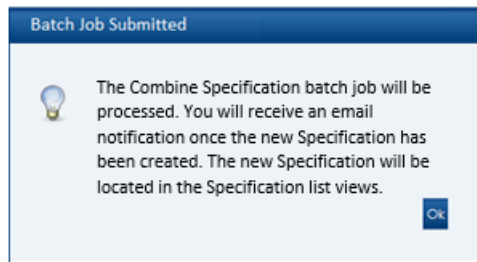 Batch Job Submitted
The Combine Specification batch job will be
processed. You will receive an email
notification once the new Specification has
been created. The new Specification will be
located in the Specification list views.
Ok